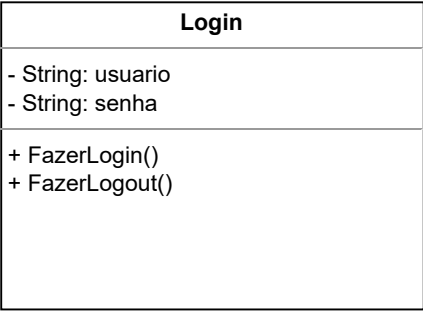 Login
- String: usuario
- String: senha
+ FazerLogin()
+ FazerLogout()